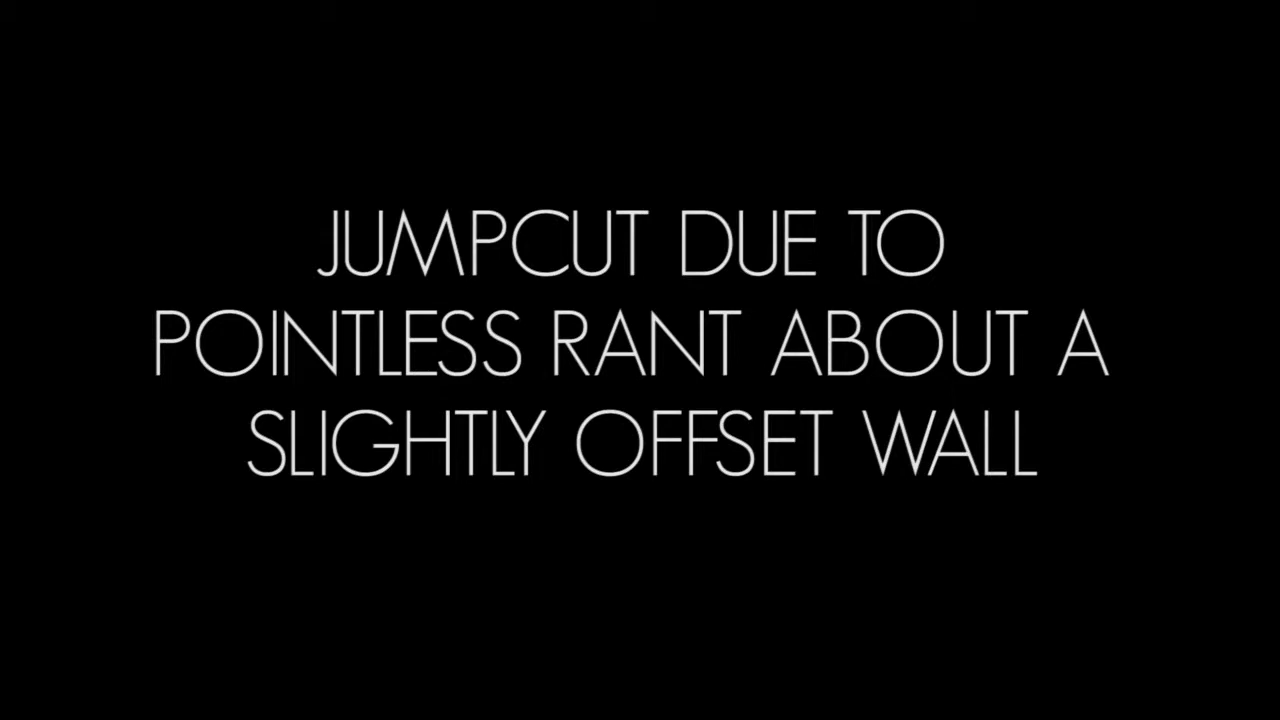 JUMPCUT DUE TO
POINTLESS RANT ABOUT A
SLIGHTLY OFFSET WALL